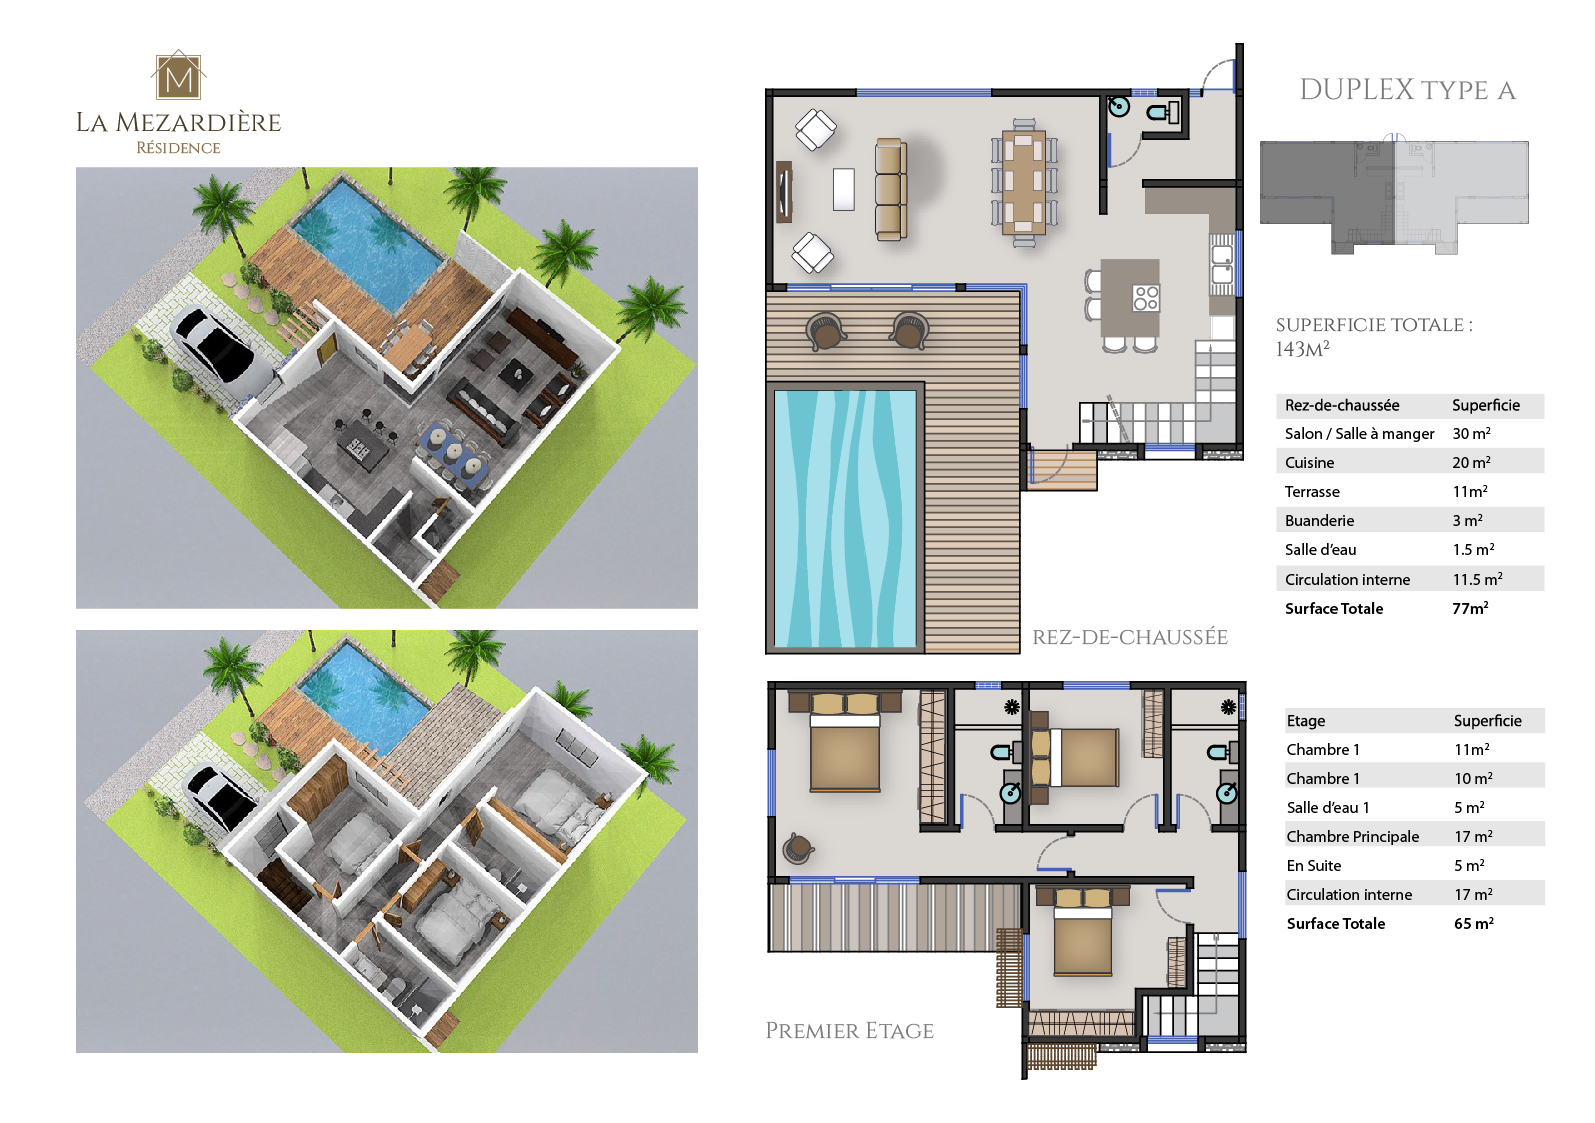 M
LA MEZARDIÈRE
RÉSIDENCE
DUPLEX TYPE A
SUPERFICIE TOTALE :
143M²
Rez-de-chaussée Superficie
Salon / Salle à manger 30 m²
Cuisine 20 m²
Terrasse 11m²
Buanderie 3 m²
Salle d’eau 1.5 m²
Circulation interne 11.5 m²
Surface Totale 77m²
REZ-DE-CHAUSSÉE
Etage Superficie
Chambre 1 11m²
Chambre 1 10 m²
Salle d’eau 1 5 m²
Chambre Principale 17 m²
En Suite 5 m²
Circulation interne 17 m²
Surface Totale 65 m²
PREMIER ETAGE